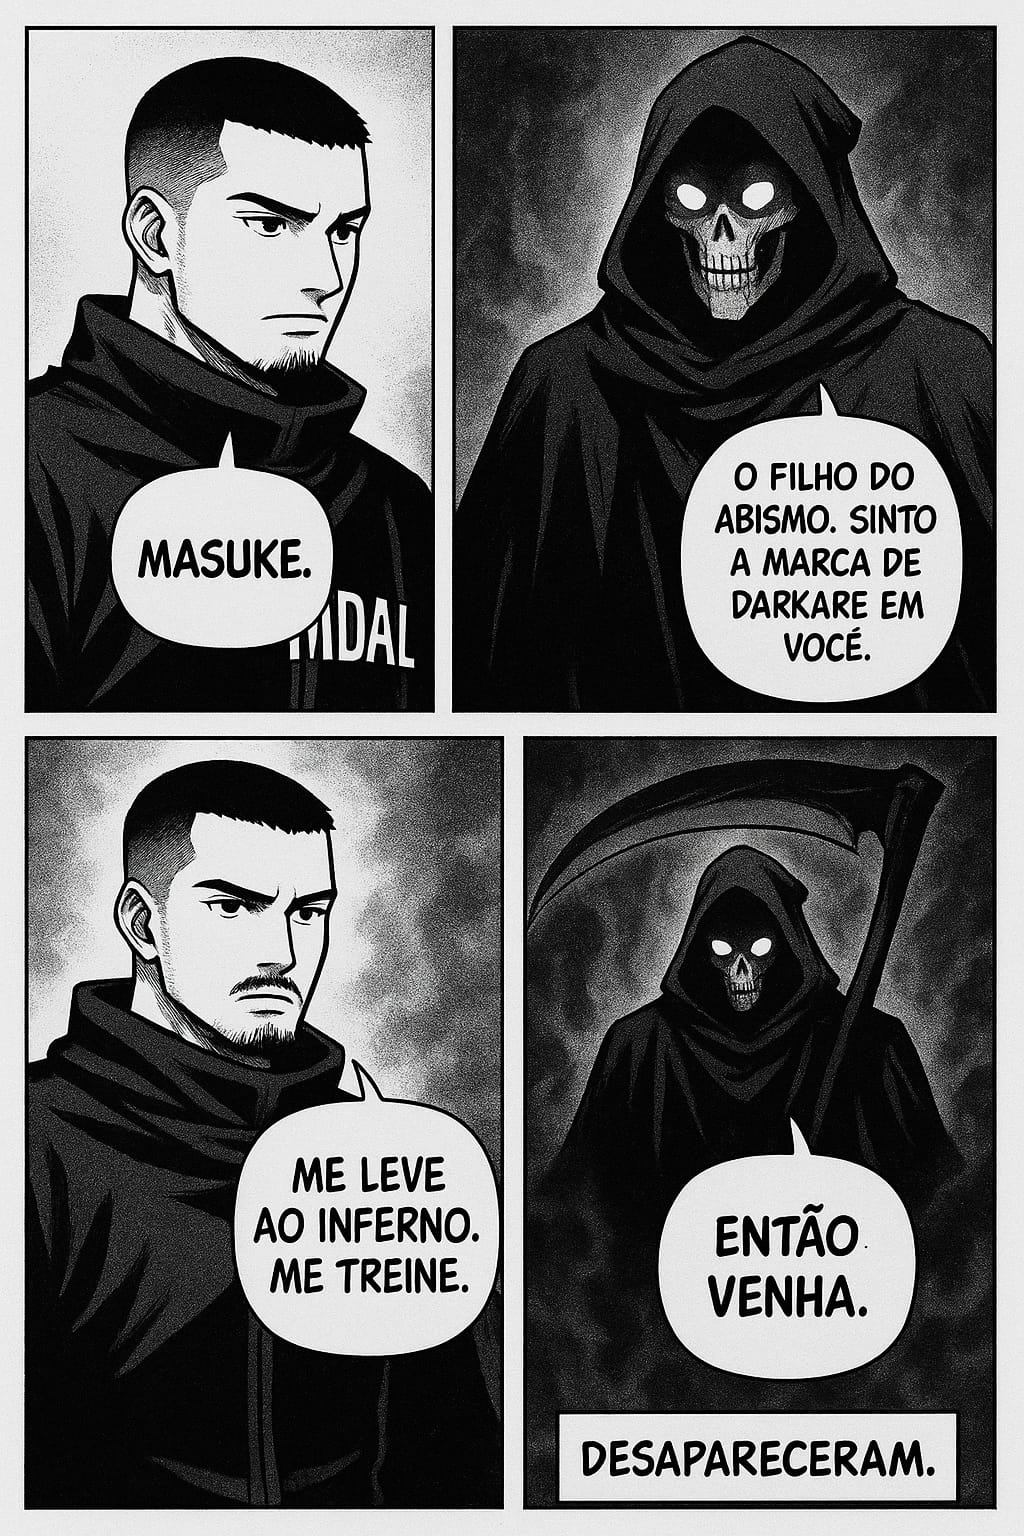 MASUKE.
MDAL
O FILHO DO
ABISMO. SINTO
A MARCA DE
DARKARE EM
VOCÊ.
ME LEVE
AO INFERNO.
ME TREINE.
ENTÃO
VENHA.
DESAPARECERAM.